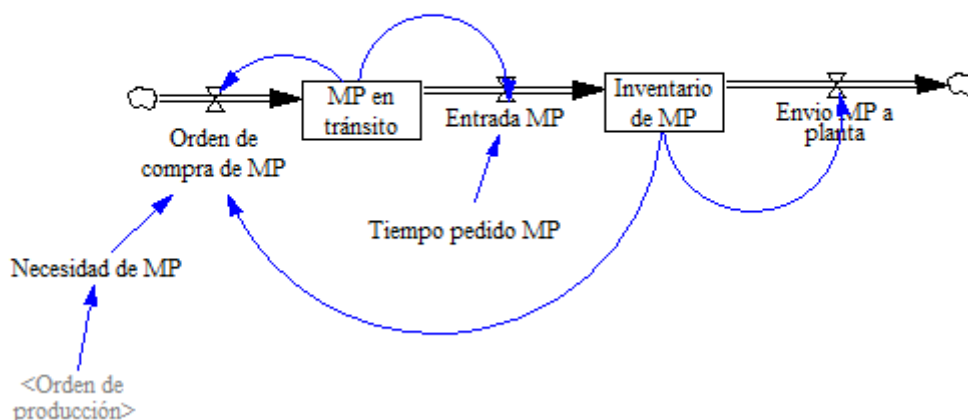 MP en
tránsito
Inventario
de MP
Orden de
compra de MP
Entrada MP
Envio MP a
planta
Tiempo pedido MP
Necesidad de MP
<Orden de
producción>